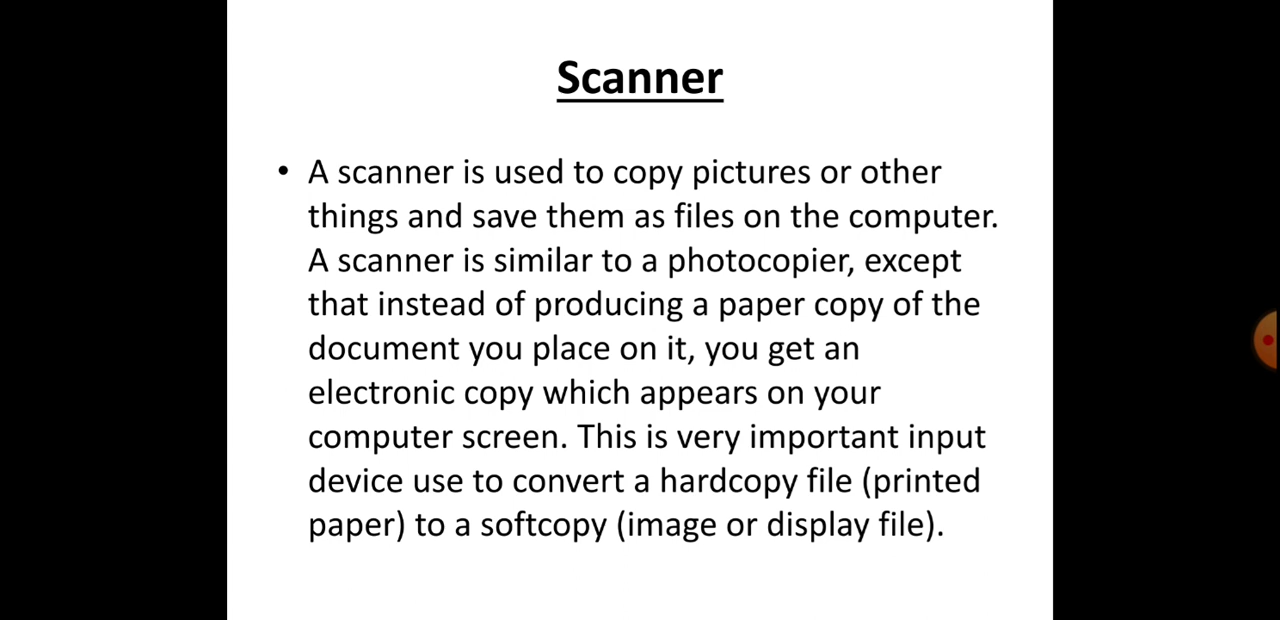 Scanner
• A scanner is used to copy pictures or other
things and save them as files on the computer.
A scanner is similar to a photocopier, except
that instead of producing a paper copy of the
document you place on it, you get an
electronic copy which appears on your
computer screen. This is very important input
device use to convert a hardcopy file (printed
paper) to a softcopy (image or display file).